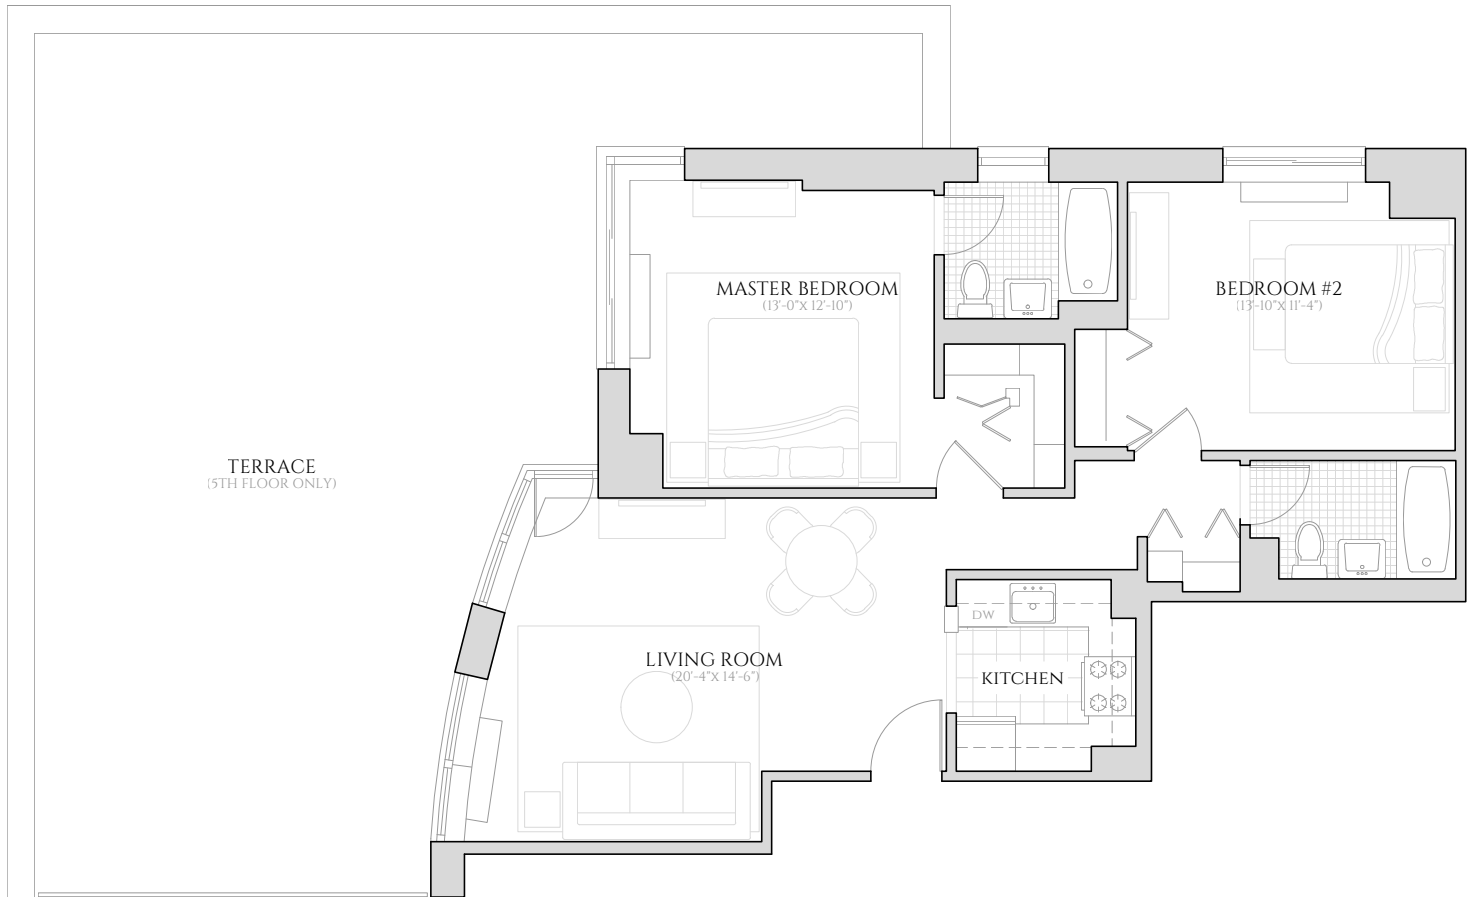 MASTER BEDROOM
(13'-0"X 12'-10")
BEDROOM #2
(13'-10"X 11'-4")
TERRACE
(5TH FLOOR ONLY)
DW
LIVING ROOM
(20'-4"X 14'-6")
KITCHEN